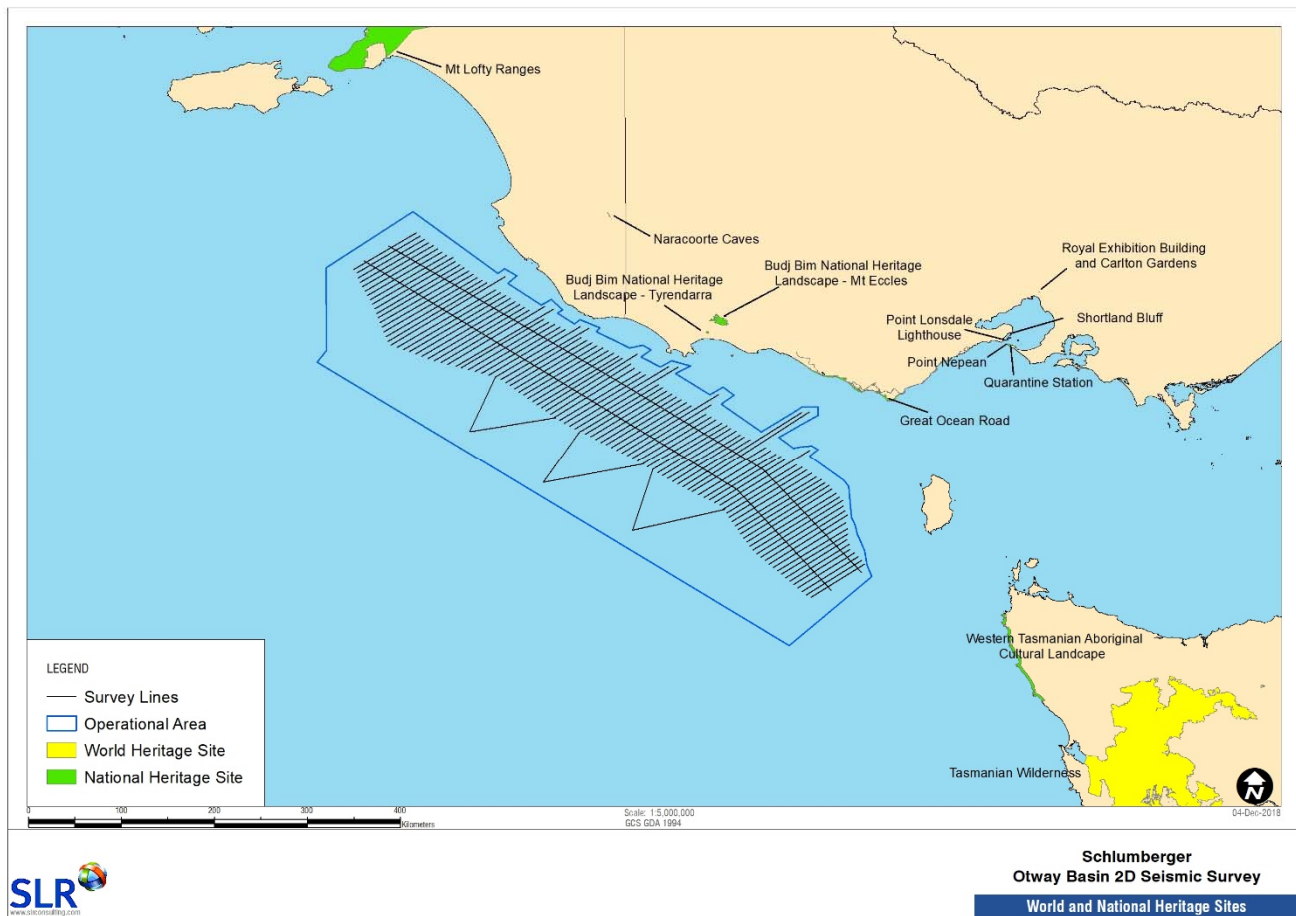 Mt Lofty Ranges
Naracoorte Caves
Budj Bim National Heritage
Landscape - Tyrendarra
Budj Bim National Heritage
Landscape - Mt Eccles
Royal Exhibition Building
and Carlton Gardens
Point Lonsdale
Lighthouse
Shortland Bluff
Point Nepean
Quarantine Station
Great Ocean Road
Western Tasmanian Aboriginal
Cultural Landscape
Tasmanian Wilderness
LEGEND
Survey Lines
Operational Area
World Heritage Site
National Heritage Site
N
0 100 200 300 400
Kilometers
Scale: 1:5,000,000
GCS GDA 1994
04-Dec-2018
SLR
www.slrconsulting.com
Schlumberger
Otway Basin 2D Seismic Survey
World and National Heritage Sites